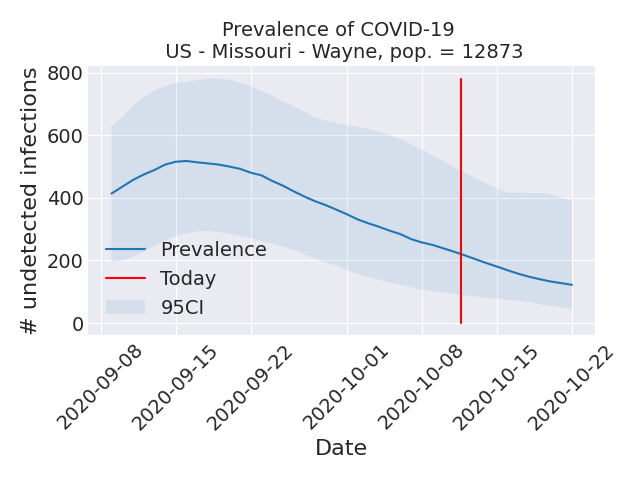 Prevalence of COVID-19
US - Missouri - Wayne, pop. = 12873
# undetected infections
800
600
400
200
0
Prevalence
Today
95CI
2020-09-08
2020-09-15
2020-09-22
2020-10-01
2020-10-08
2020-10-15
2020-10-22
Date